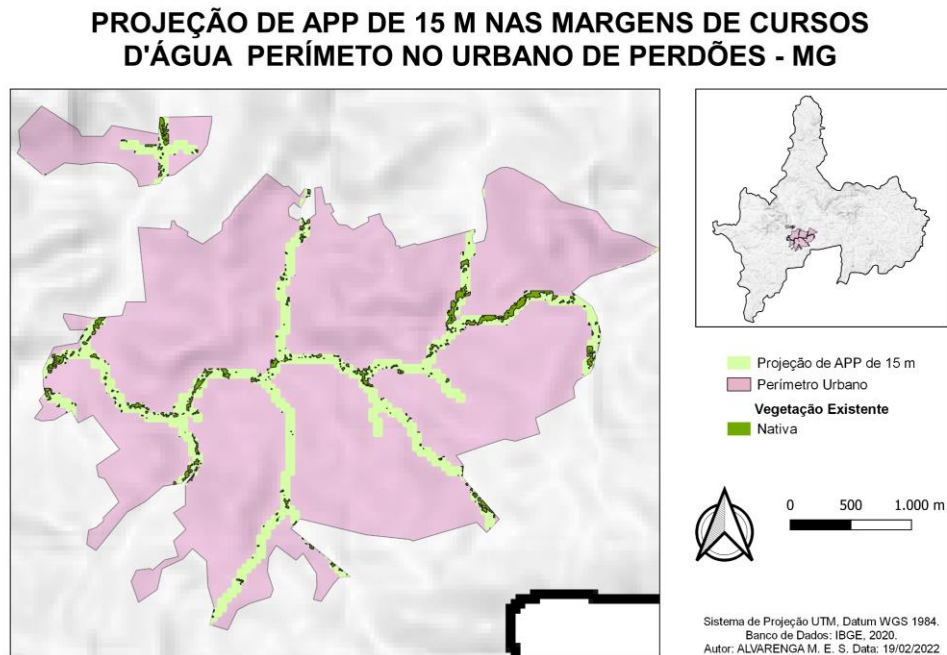 PROJEÇÃO DE APP DE 15 M NAS MARGENS DE CURSOS
D'ÁGUA PERÍMETO NO URBANO DE PERDÕES - MG
Projeção de APP de 15 m
Perímetro Urbano
Vegetação Existente
Nativa
0 500 1.000 m
Sistema de Projeção UTM, Datum WGS 1984.
Banco de Dados: IBGE, 2020.
Autor: ALVARENGA M. E. S. Data: 19/02/2022